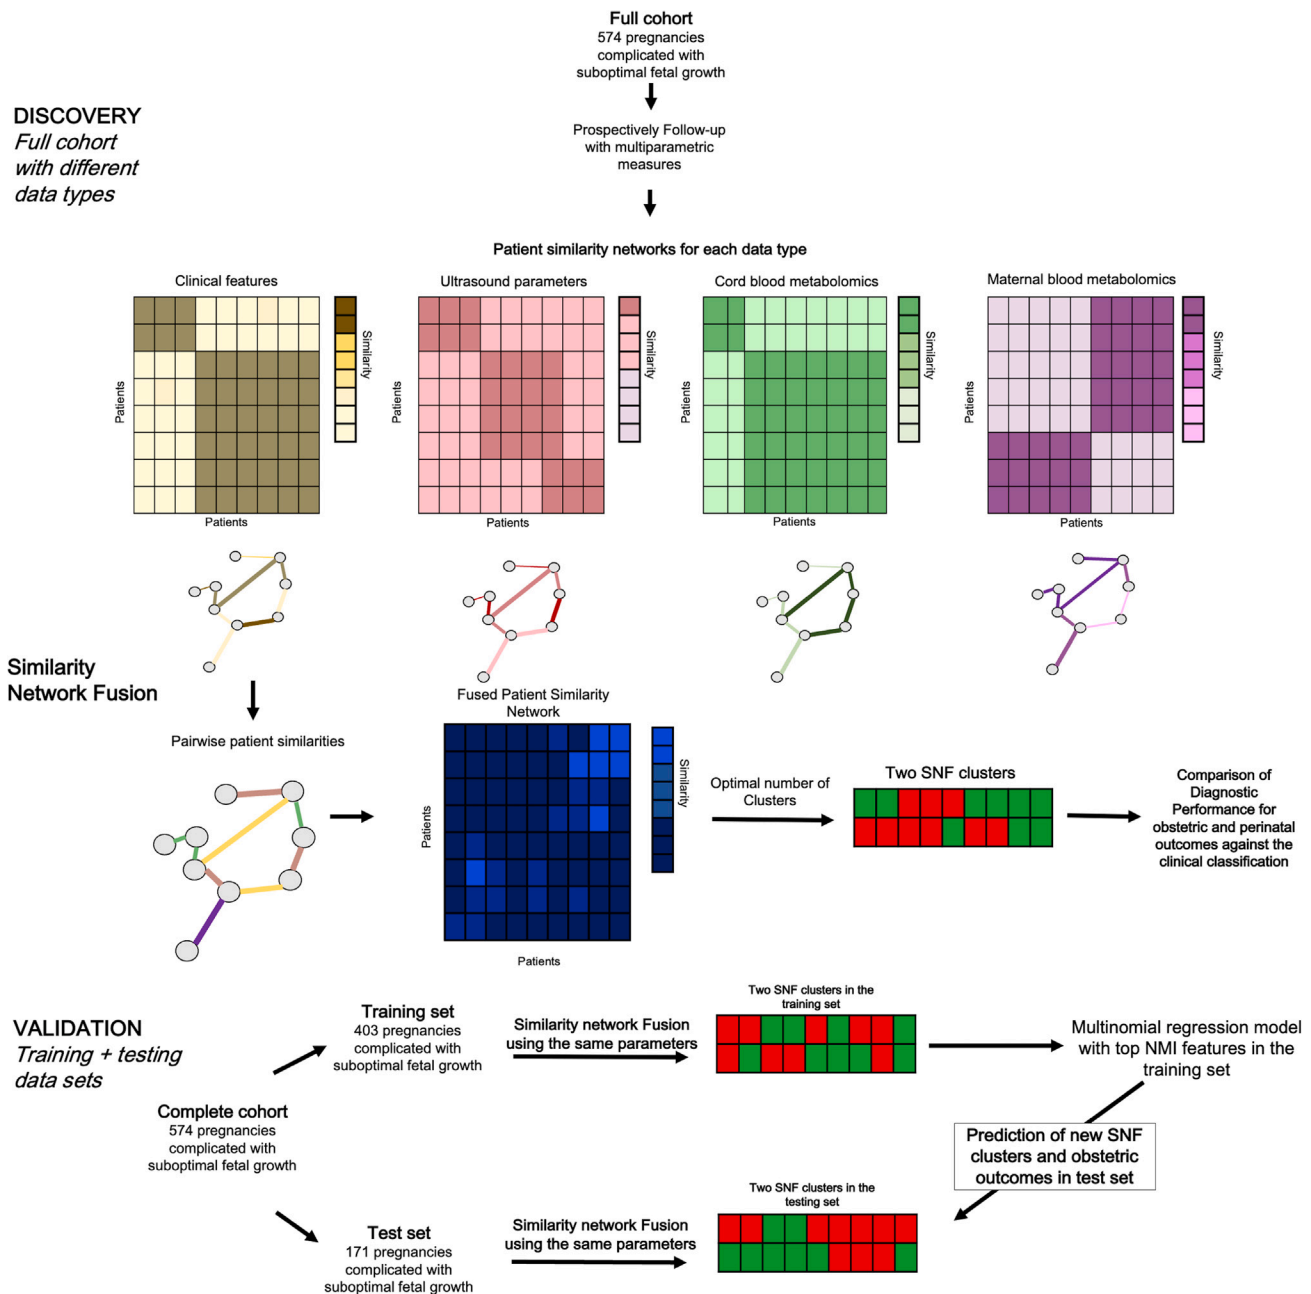 Full cohort
574 pregnancies
complicated with
suboptimal fetal growth
DISCOVERY
Full cohort
with different
data types
Prospectively Follow-up
with multiparametric
measures
Patient similarity networks for each data type
Clinical features
Ultrasound parameters
Cord blood metabolomics
Maternal blood metabolomics
Patients
Similarity
Patients
Similarity
Patients
Similarity
Patients
Similarity
Patients
Patients
Patients
Patients
Similarity
Network Fusion
Pairwise patient similarities
Fused Patient Similarity
Network
Patients
Similarity
Patients
Optimal number of
Clusters
Two SNF clusters
Comparison of
Diagnostic
Performance for
obstetric and perinatal
outcomes against the
clinical classification
VALIDATION
Training + testing
data sets
Complete cohort
574 pregnancies
complicated with
suboptimal fetal growth
Training set
403 pregnancies
complicated with
suboptimal fetal growth
Similarity network Fusion
using the same parameters
Two SNF clusters in the
training set
Multinomial regression model
with top NMI features in the
training set
Prediction of new SNF
clusters and obstetric
outcomes in test set
Test set
171 pregnancies
complicated with
suboptimal fetal growth
Similarity network Fusion
using the same parameters
Two SNF clusters in the
testing set